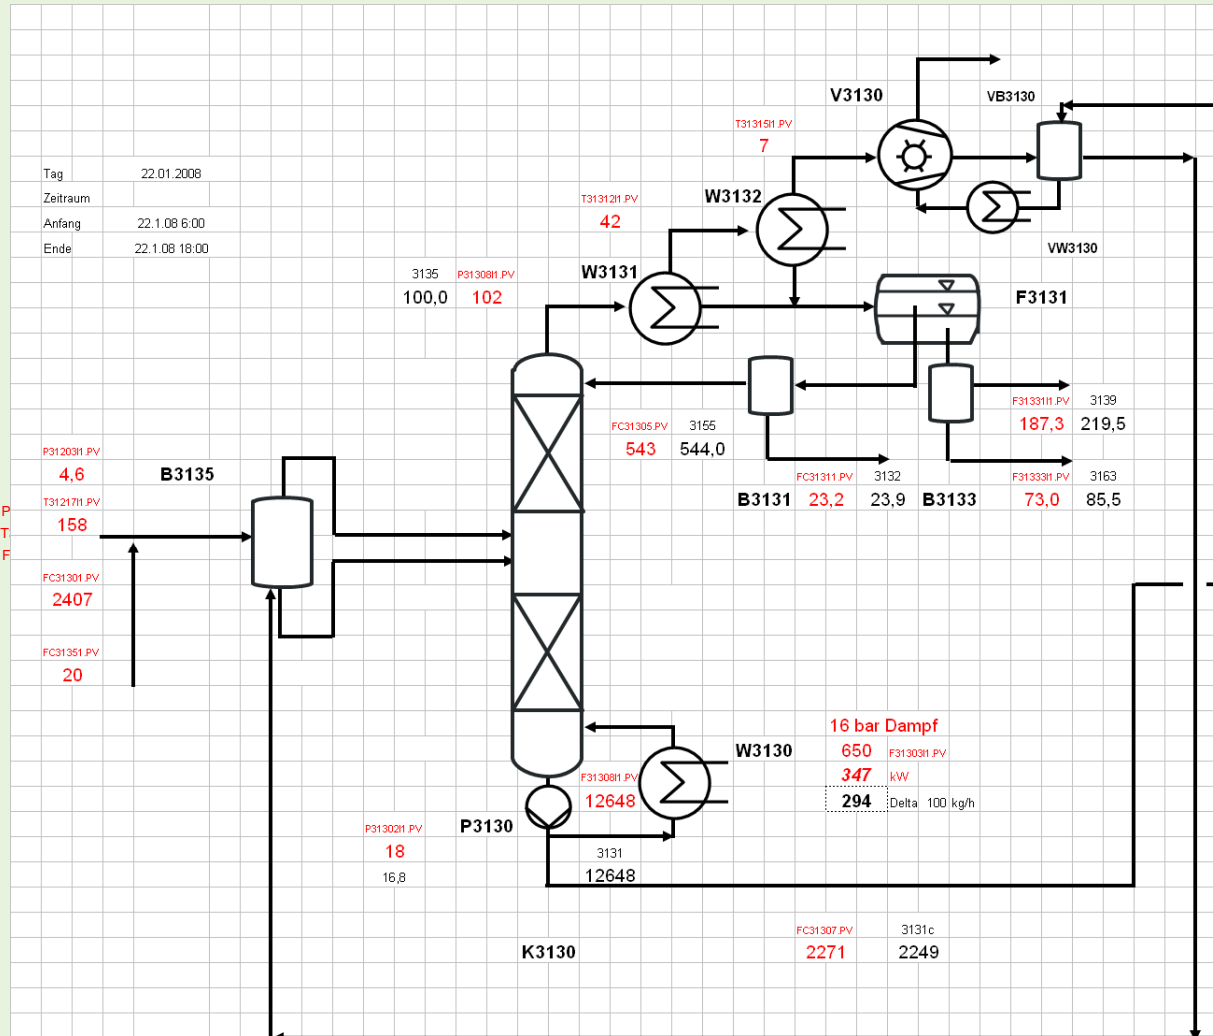 V3130
VB3130
T31315I1.PV
7
Tag 22.01.2008
Zeitraum
Anfang 22.1.08 6:00
Ende 22.1.08 18:00
T31312I1.PV
42
W3132
VW3130
3135 P31308I1.PV
100,0 102
W3131
F3131
F31331I1.PV 3139
187,3 219,5
FC31305.PV 3155
543 544,0
P31203I1.PV
4,6
B3135
FC31311.PV 3132
B3131 23,2 23,9
F31333I1.PV 3163
B3133 73,0 85,5
T31217I1.PV
158
P
T
F
FC31301.PV
2407
FC31351.PV
20
16 bar Dampf
W3130
650 F31303I1.PV
347 kW
294 Delta 100 kg/h
F31308I1.PV
12648
P3130
P31302I1.PV
18
16,8
3131
12648
FC31307.PV 3131c
2271 2249
K3130